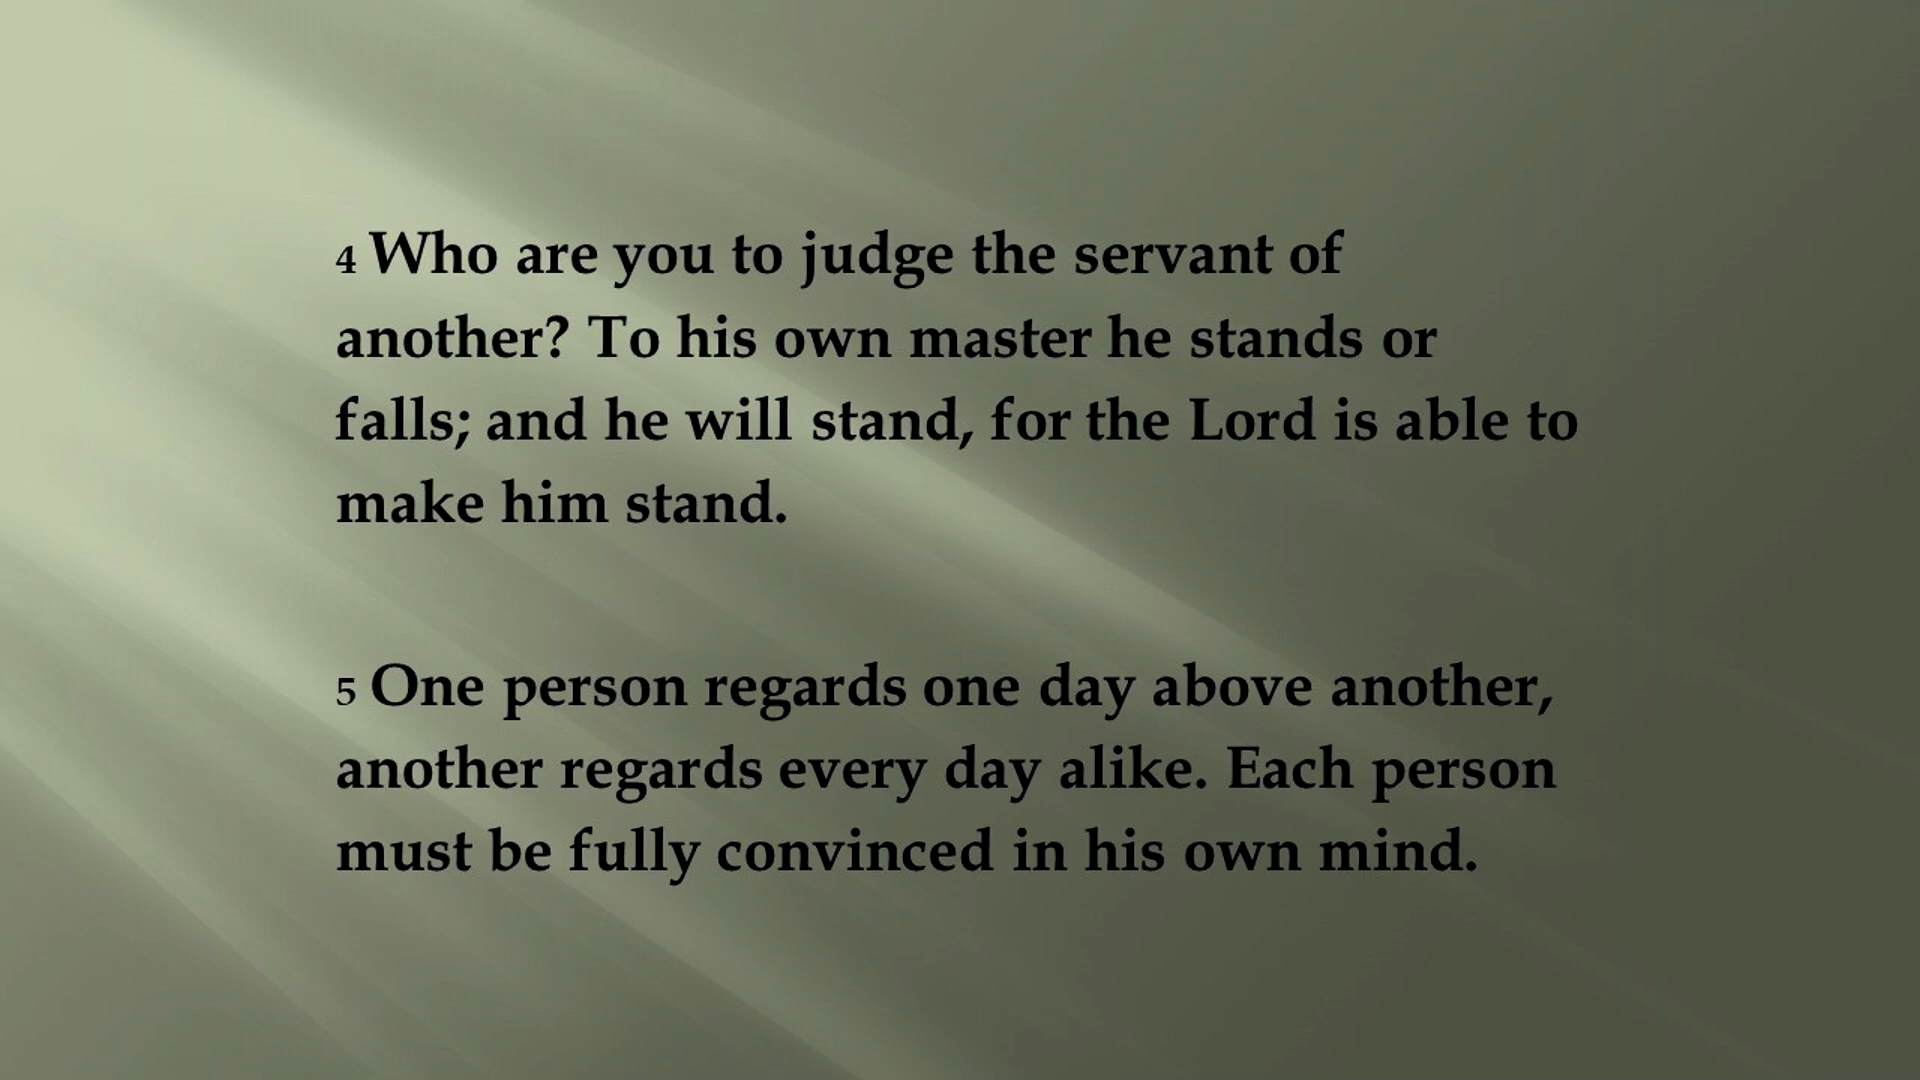 4 Who are you to judge the servant of
another? To his own master he stands or
falls; and he will stand, for the Lord is able to
make him stand.
5 One person regards one day above another,
another regards every day alike. Each person
must be fully convinced in his own mind.